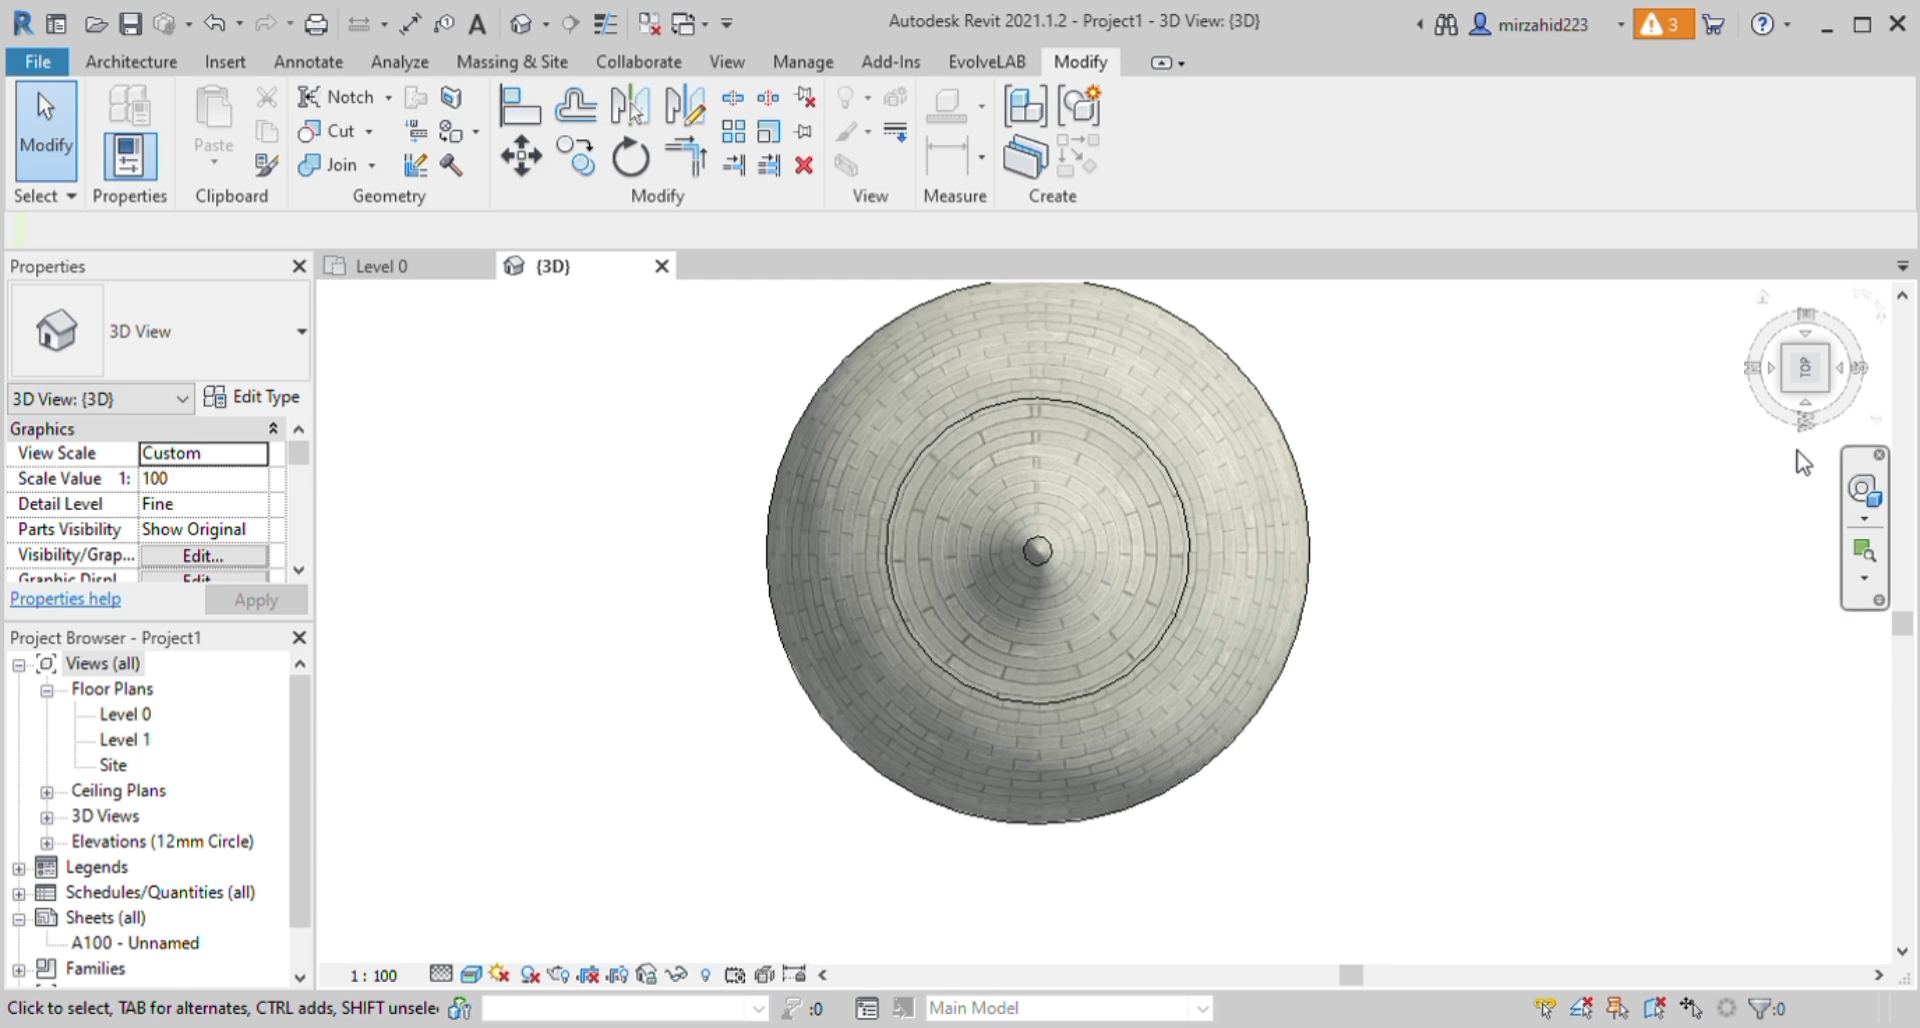 Autodesk Revit 2021.1.2 - Project1 - 3D View: {3D}
mirzahid223
3
File Architecture Insert Annotate Analyze Massing & Site Collaborate View Manage Add-Ins EvolveLAB Modify
Modify
Paste
Notch
Cut
Join
Select Properties Clipboard Geometry Modify View Measure Create
Properties
Level 0
{3D}
3D View
3D View: {3D}
Edit Type
Graphics
View Scale Custom
Scale Value 1: 100
Detail Level Fine
Parts Visibility Show Original
Visibility/Grap... Edit...
Graphic Displ Edit
Properties help
Apply
TOP
Project Browser - Project1
Views (all)
Floor Plans
Level 0
Level 1
Site
Ceiling Plans
3D Views
Elevations (12mm Circle)
Legends
Schedules/Quantities (all)
Sheets (all)
A100 - Unnamed
Families
1 : 100
Click to select, TAB for alternates, CTRL adds, SHIFT unsele
:0
Main Model
:0